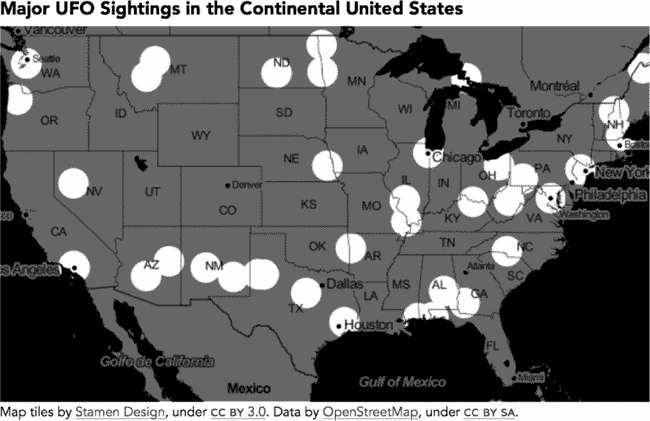 Major UFO Sightings in the Continental United States
Vancouver
Seattle
WA
MT
ND
MN
Montréal
OR
ID
SD
WI
MI
Toronto
NH
WY
NY
Boston
IA
Chicago
NE
PA
New York
NV
UT
Denver
IL
IN
OH
Philadelphia
CO
KS
MO
KY
VA
Washington
CA
TN
NC
OK
AR
os Angeles
AZ
NM
Atlanta
SC
Dallas
MS
AL
GA
TX
LA
Houston
FL
Golfo de California
Miami
Mexico
Gulf of Mexico
Map tiles by Stamen Design, under CC BY 3.0. Data by OpenStreetMap, under CC BY SA.